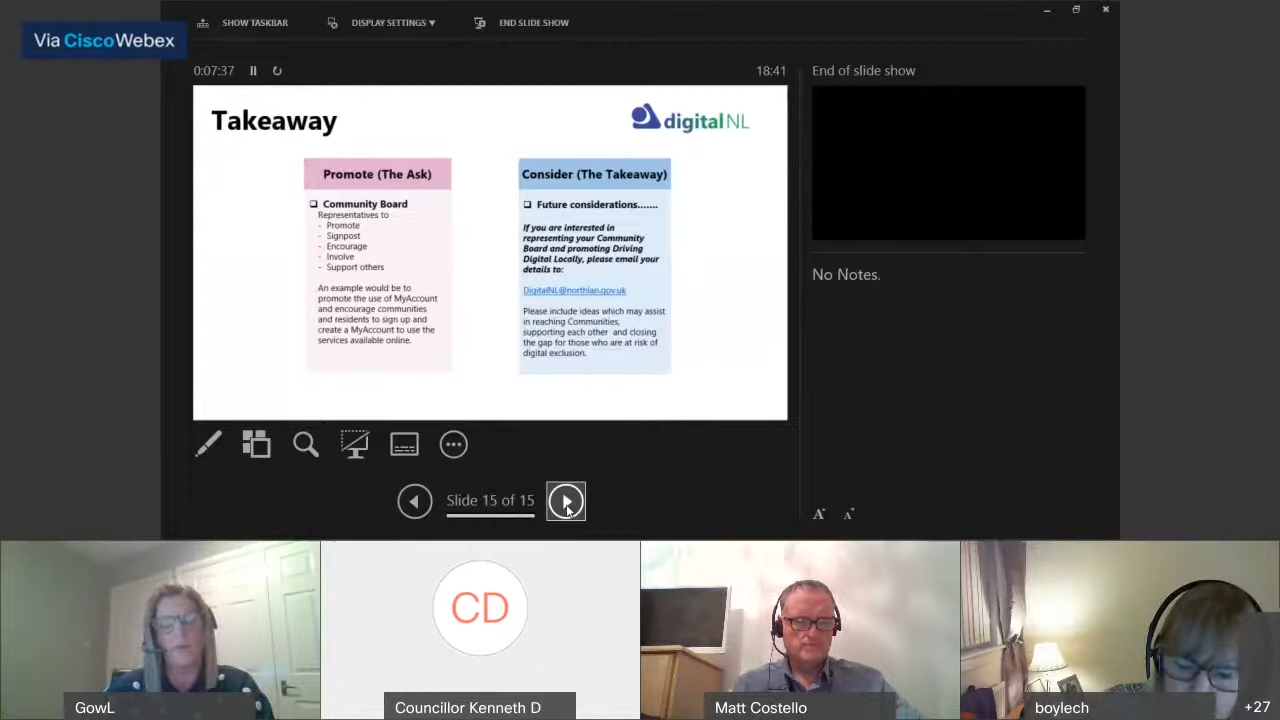 SHOW TASKBAR
DISPLAY SETTINGS ▾
END SLIDE SHOW
Via CiscoWebex
0:07:37
18:41
End of slide show
Takeaway
digitalNL
Promote (The Ask)
Community Board
Representatives to
- Promote
- Signpost
- Encourage
- Involve
- Support others
An example would be to
promote the use of MyAccount
and encourage communities
and residents to sign up and
create a MyAccount to use the
services available online.
Consider (The Takeaway)
Future considerations.......
If you are interested in
representing your Community
Board and promoting Driving
Digital Locally, please email your
details to:
DigitalNL@northlan.gov.uk
Please include ideas which may assist
in reaching Communities,
supporting each other and closing
the gap for those who are at risk of
digital exclusion.
No Notes.
Slide 15 of 15
A A
CD
GowL
Councillor Kenneth D
Matt Costello
boylech
+27